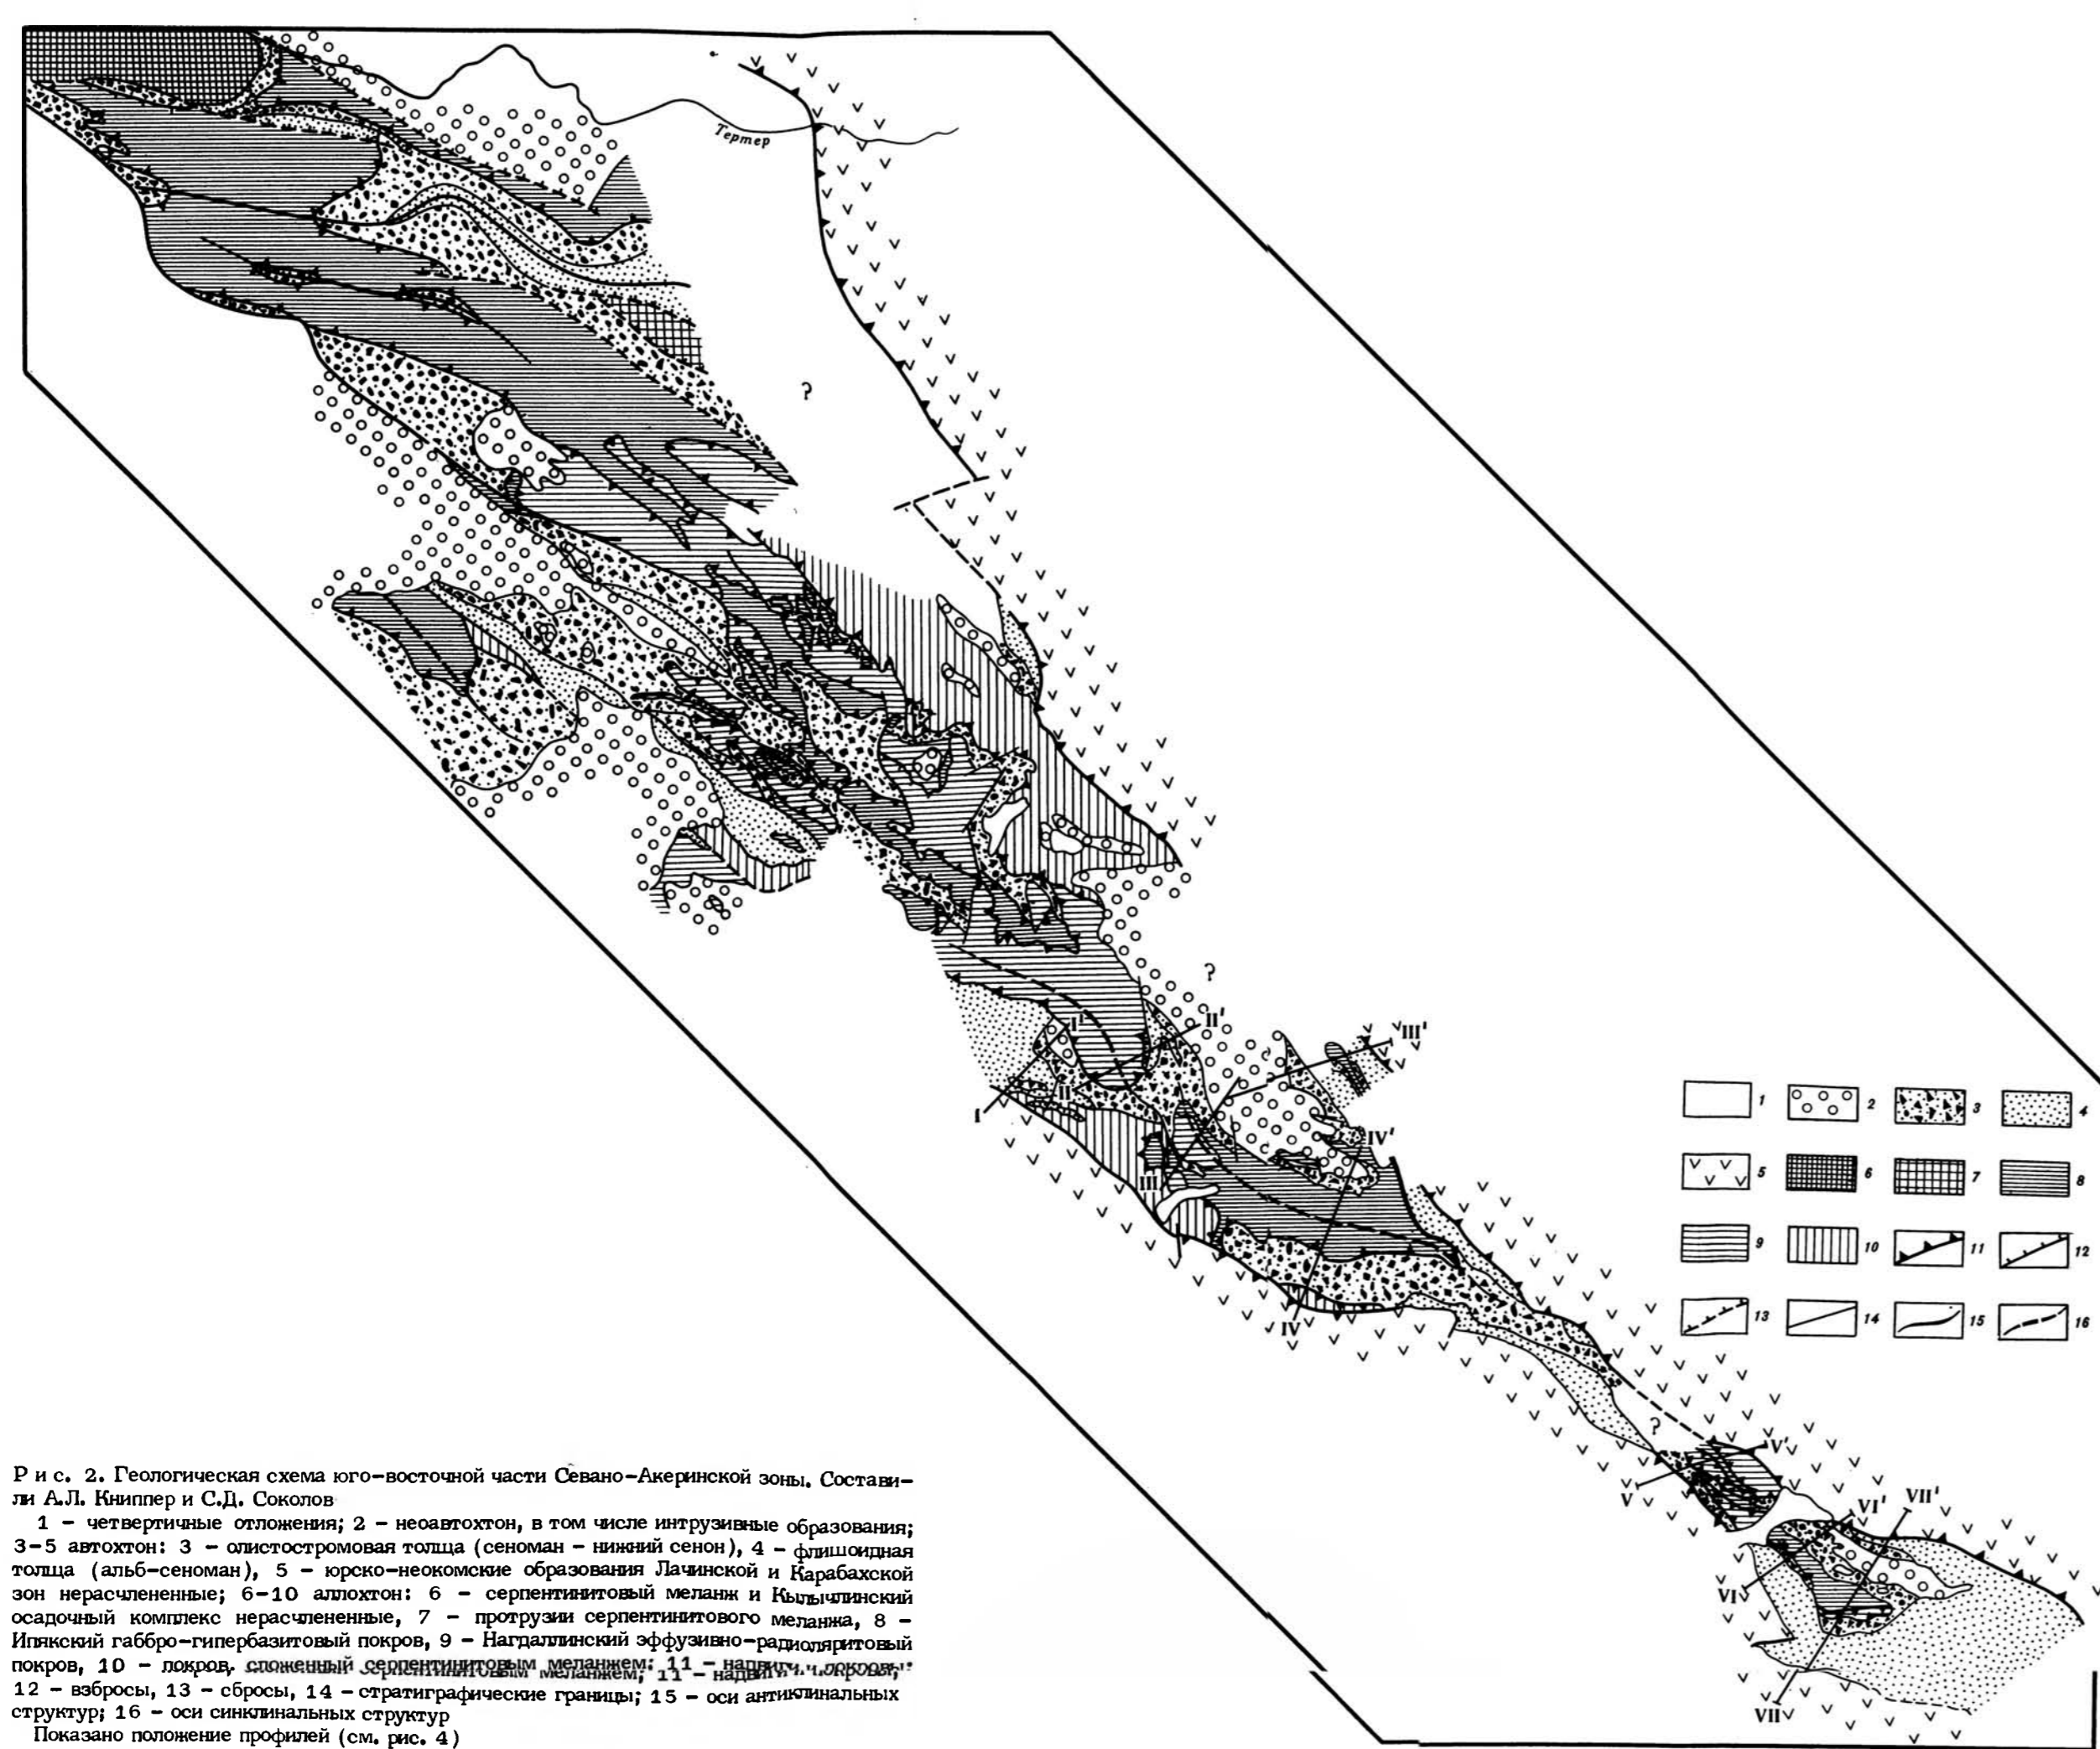 Тертер
?
?
I'
II'
III'
II
I
IV'
III
IV
?
V'
V
VI'
VII'
VI
VII
1 2 3 4
5 6 7 8
9 10 11 12
13 14 15 16
Рис. 2. Геологическая схема юго-восточной части Севано-Акеринской зоны. Состави-
ли А.Л. Книппер и С.Д. Соколов
1 - четвертичные отложения; 2 - неоавтохтон, в том числе интрузивные образования;
3-5 автохтон: 3 - олистостромовая толща (сеноман - нижний сенон), 4 - флишоидная
толща (альб-сеноман), 5 - юрско-неокомские образования Лачинской и Карабахской
зон нерасчлененные; 6-10 аллохтон: 6 - серпентинитовый меланж и Кылычлинский
осадочный комплекс нерасчлененные, 7 - протрузии серпентинитового меланжа, 8 -
Ипякский габбро-гипербазитовый покров, 9 - Нагдаллинский эффузивно-радиоляритовый
покров, 10 - покров, сложенный серпентинитовым меланжем; 11 - надвиги и покровы;
12 - взбросы, 13 - сбросы, 14 - стратиграфические границы; 15 - оси антиклинальных
структур; 16 - оси синклинальных структур
Показано положение профилей (см. рис. 4)